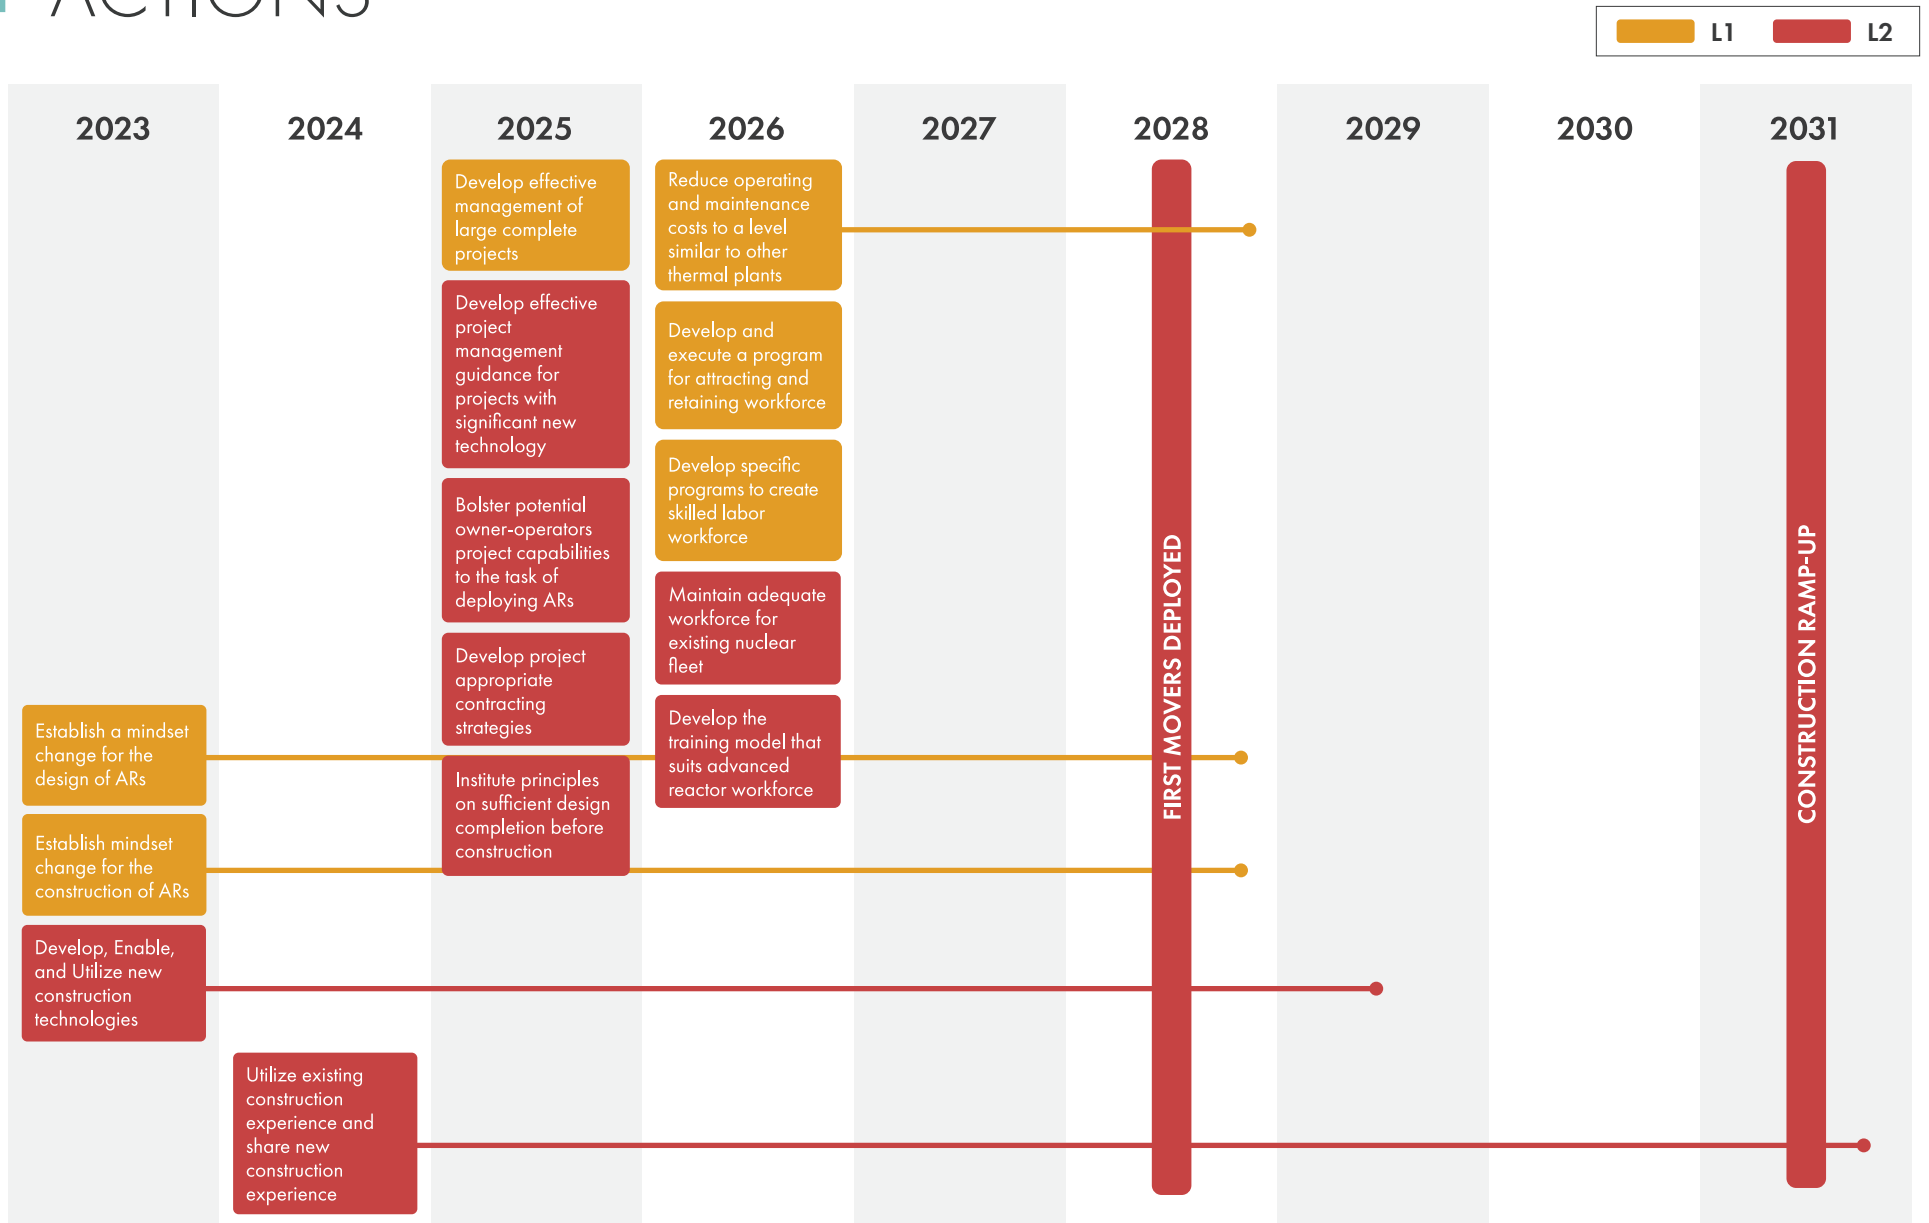 ACTIONS
L1
L2
2023
2024
2025
2026
2027
2028
2029
2030
2031
Establish a mindset
change for the
design of ARs
Establish mindset
change for the
construction of ARs
Develop, Enable,
and Utilize new
construction
technologies
Utilize existing
construction
experience and
share new
construction
experience
Develop effective
management of
large complete
projects
Develop effective
project
management
guidance for
projects with
significant new
technology
Bolster potential
owner-operators
project capabilities
to the task of
deploying ARs
Develop project
appropriate
contracting
strategies
Institute principles
on sufficient design
completion before
construction
Reduce operating
and maintenance
costs to a level
similar to other
thermal plants
Develop and
execute a program
for attracting and
retaining workforce
Develop specific
programs to create
skilled labor
workforce
Maintain adequate
workforce for
existing nuclear
fleet
Develop the
training model that
suits advanced
reactor workforce
FIRST MOVERS DEPLOYED
CONSTRUCTION RAMP-UP